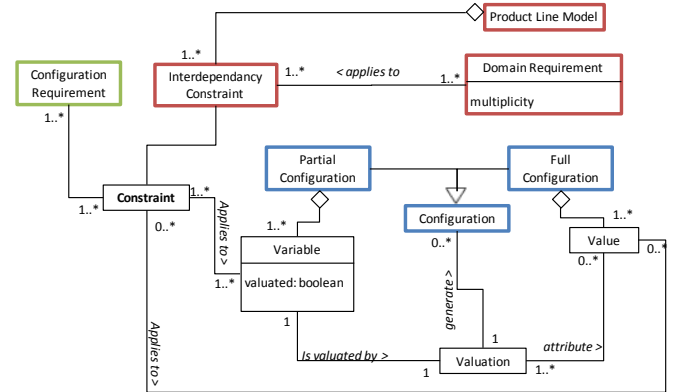 Product Line Model
1..*
Configuration
Requirement
Interdependancy
Constraint
1..*
< applies to
1..*
Domain Requirement
multiplicity
1..*
Partial
Configuration
Full
Configuration
Constraint
1..*
1..*
0..*
Applies to >
Configuration
1..*
1..*
0..*
Value
0..*
0..*
Variable
valuated: boolean
1..*
generate >
1
Applies to >
Is valuated by >
1
Valuation
1
1..*
attribute >